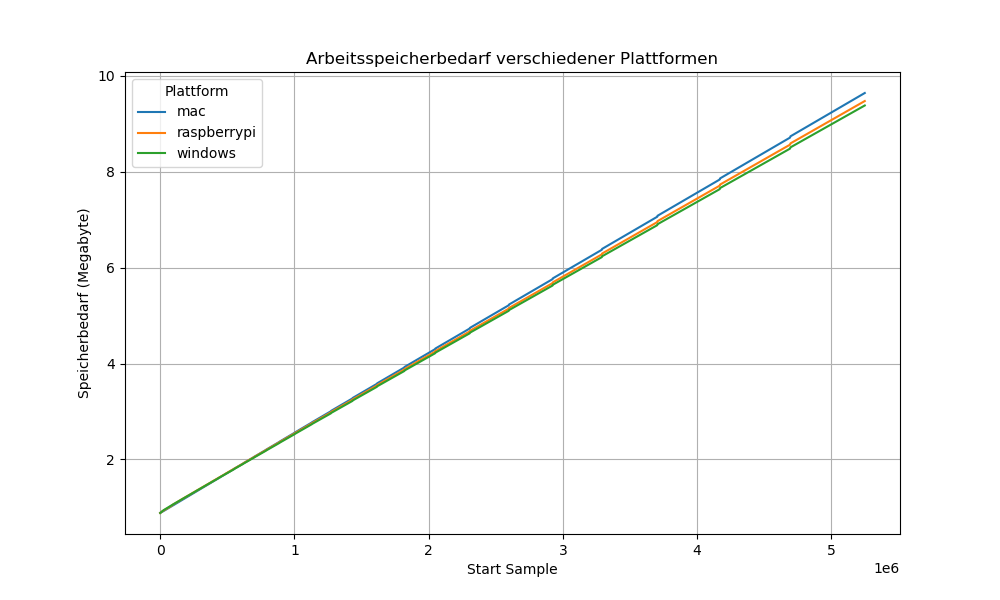 Arbeitsspeicherbedarf verschiedener Plattformen
Plattform
mac
raspberrypi
windows
Speicherbedarf (Megabyte)
10
8
6
4
2
0 1 2 3 4 5
1e6
Start Sample